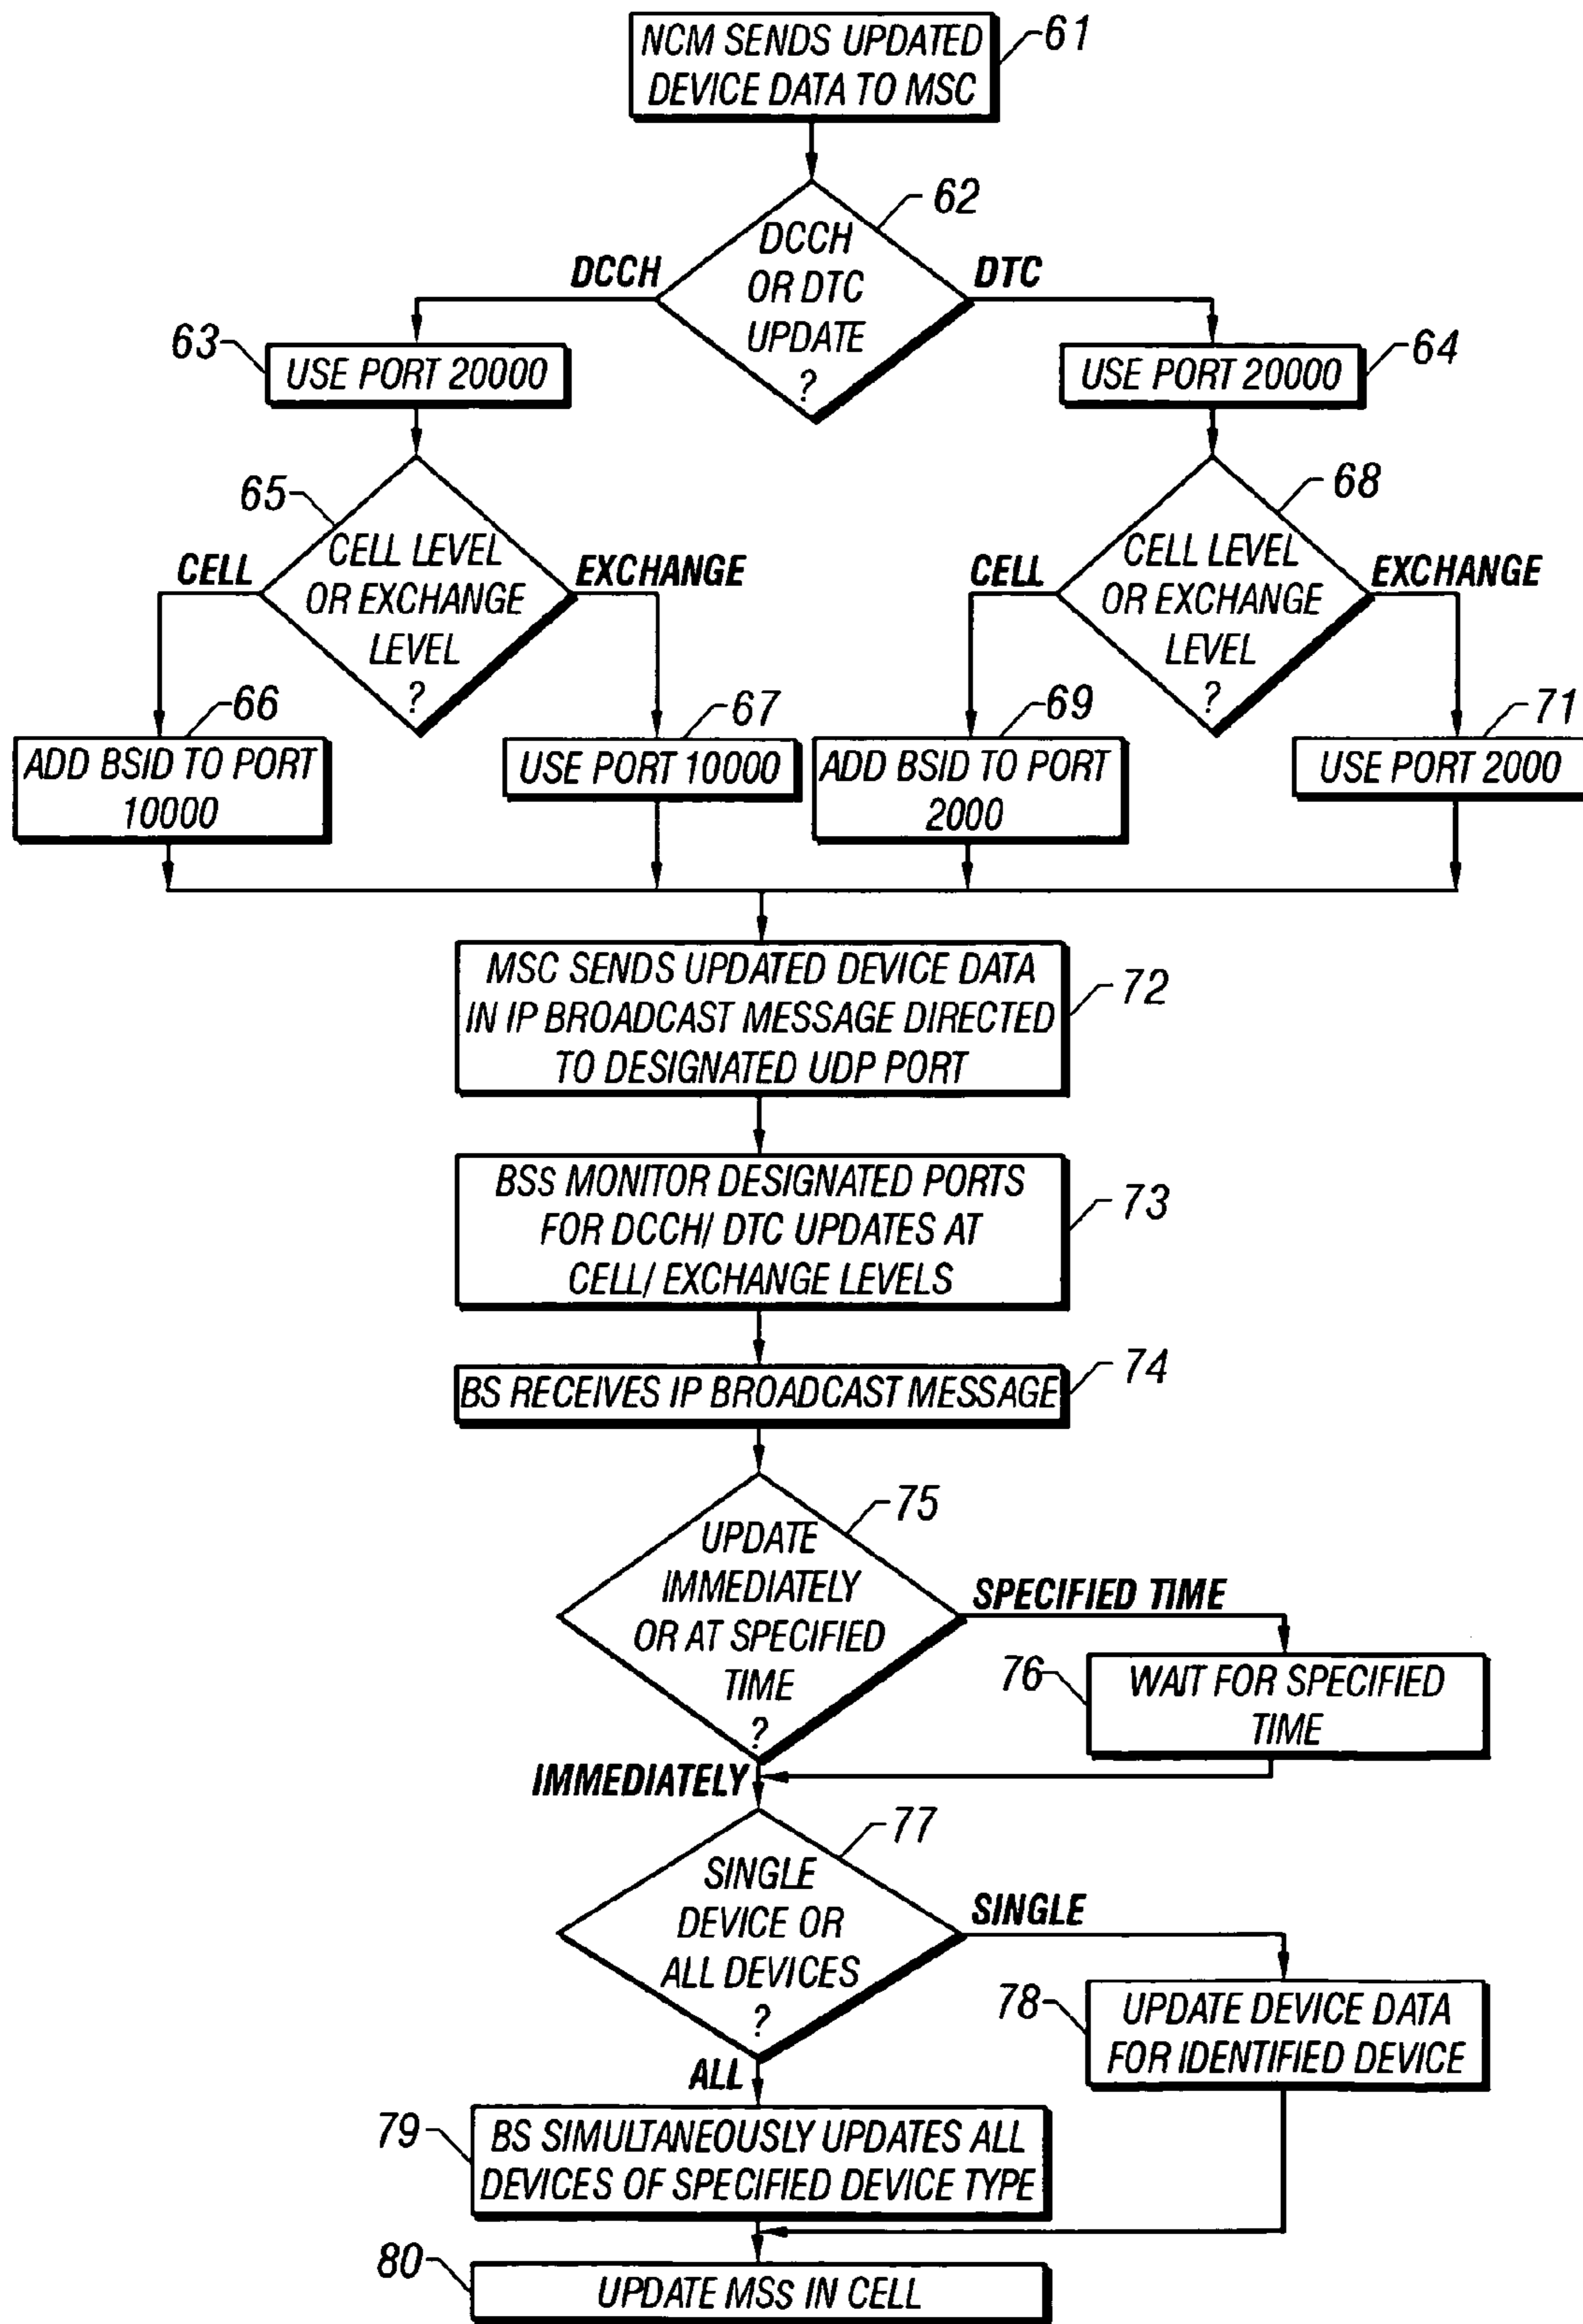 NCM SENDS UPDATED
DEVICE DATA TO MSC
61
62
DCCH
OR DTC
UPDATE
?
DCCH
DTC
63
USE PORT 20000
64
USE PORT 20000
65
CELL LEVEL
OR EXCHANGE
LEVEL
?
CELL
EXCHANGE
68
CELL LEVEL
OR EXCHANGE
LEVEL
?
CELL
EXCHANGE
66
ADD BSID TO PORT
10000
67
USE PORT 10000
69
ADD BSID TO PORT
2000
71
USE PORT 2000
MSC SENDS UPDATED DEVICE DATA
IN IP BROADCAST MESSAGE DIRECTED
TO DESIGNATED UDP PORT
72
BSs MONITOR DESIGNATED PORTS
FOR DCCH/ DTC UPDATES AT
CELL/ EXCHANGE LEVELS
73
BS RECEIVES IP BROADCAST MESSAGE
74
75
UPDATE
IMMEDIATELY
OR AT SPECIFIED
TIME
?
SPECIFIED TIME
76
WAIT FOR SPECIFIED
TIME
IMMEDIATELY
77
SINGLE
DEVICE OR
ALL DEVICES
?
SINGLE
78
UPDATE DEVICE DATA
FOR IDENTIFIED DEVICE
ALL
79
BS SIMULTANEOUSLY UPDATES ALL
DEVICES OF SPECIFIED DEVICE TYPE
80
UPDATE MSs IN CELL